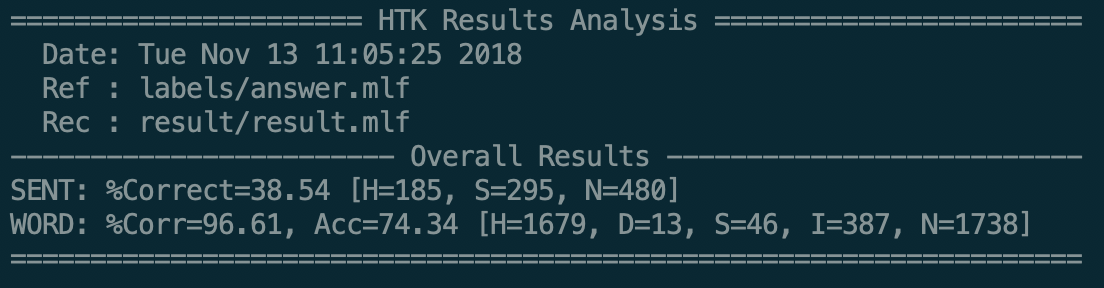 ====================== HTK Results Analysis =======================
  Date: Tue Nov 13 11:05:25 2018
  Ref : labels/answer.mlf
  Rec : result/result.mlf
------------------------ Overall Results --------------------------
SENT: %Correct=38.54 [H=185, S=295, N=480]
WORD: %Corr=96.61, Acc=74.34 [H=1679, D=13, S=46, I=387, N=1738]
===================================================================